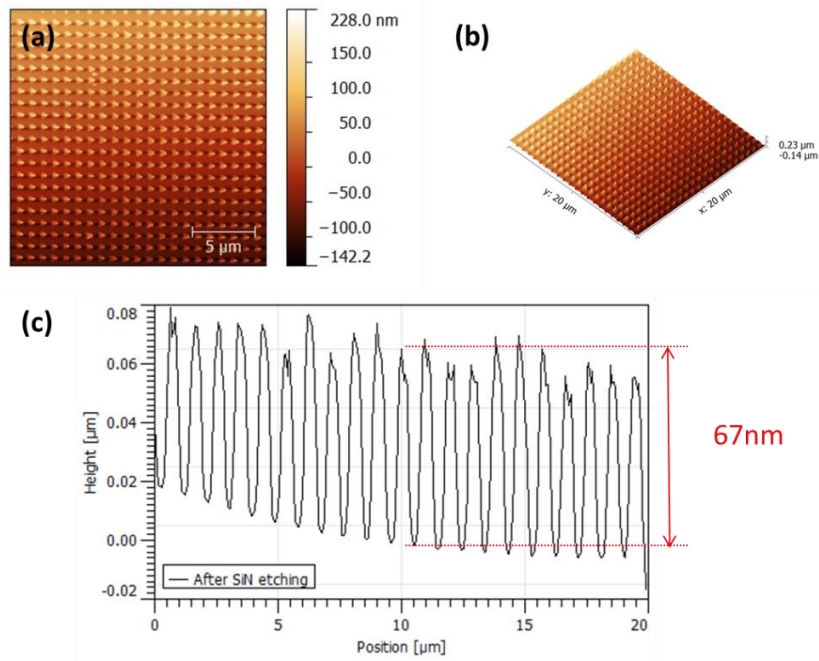 (a)
228.0 nm
150.0
100.0
50.0
0.0
−50.0
−100.0
−142.2
5 µm
(b)
0.23 µm
-0.14 µm
y: 20 µm
x: 20 µm
(c)
0.08
0.06
0.04
0.02
0.00
-0.02
Height [µm]
After SiN etching
67nm
0
5
10
15
20
Position [µm]